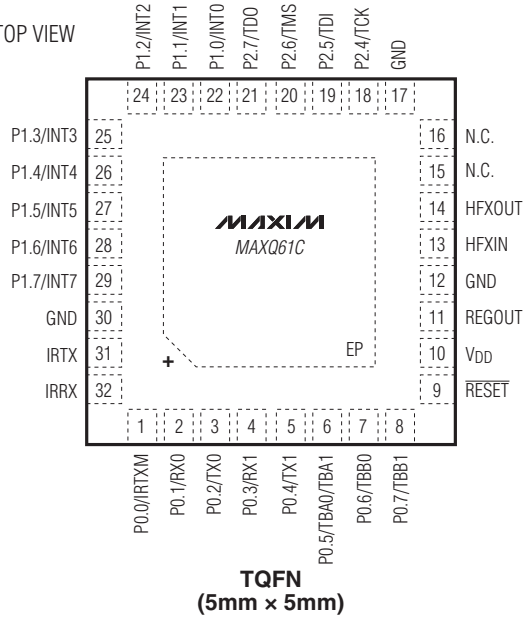 TOP VIEW
P1.2/INT2
P1.1/INT1
P1.0/INT0
P2.7/TDO
P2.6/TMS
P2.5/TDI
P2.4/TCK
GND
24 23 22 21 20 19 18 17
P1.3/INT3 25
P1.4/INT4 26
P1.5/INT5 27
P1.6/INT6 28
P1.7/INT7 29
GND 30
IRTX 31
IRRX 32
MAXIM
MAXQ61C
+
EP
16 N.C.
15 N.C.
14 HFXOUT
13 HFXIN
12 GND
11 REGOUT
10 VDD
9 RESET
1 2 3 4 5 6 7 8
P0.0/IRTXM
P0.1/RX0
P0.2/TX0
P0.3/RX1
P0.4/TX1
P0.5/TBA0/TBA1
P0.6/TBB0
P0.7/TBB1
TQFN
(5mm × 5mm)